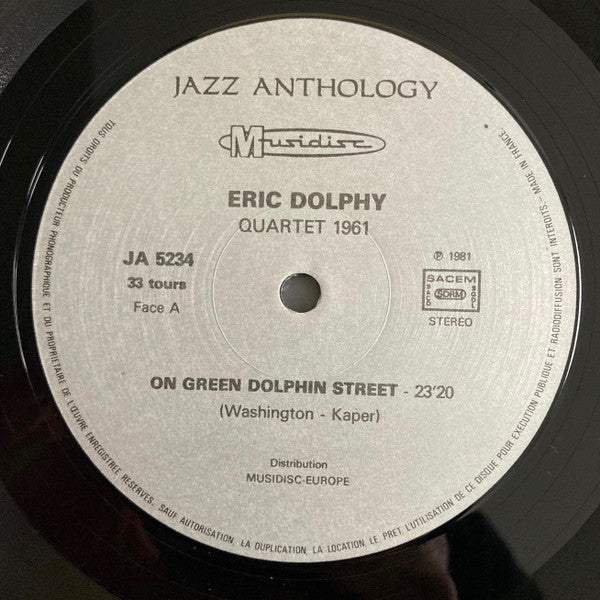 JAZZ ANTHOLOGY
Musidisc
ERIC DOLPHY
QUARTET 1961
JA 5234
33 tours
Face A
℗ 1981
SACEM
SACD
SDRM
SGDL
STEREO
ON GREEN DOLPHIN STREET - 23'20
(Washington - Kaper)
Distribution
MUSIDISC-EUROPE
TOUS DROITS DU PRODUCTEUR PHONOGRAPHIQUE ET DU PROPRIETAIRE DE L'ŒUVRE ENREGISTREE RESERVES. SAUF AUTORISATION, LA DUPLICATION, LA LOCATION, LE PRET, L'UTILISATION DE CE DISQUE POUR EXECUTION PUBLIQUE ET RADIODIFFUSION SONT INTERDITS - MADE IN FRANCE